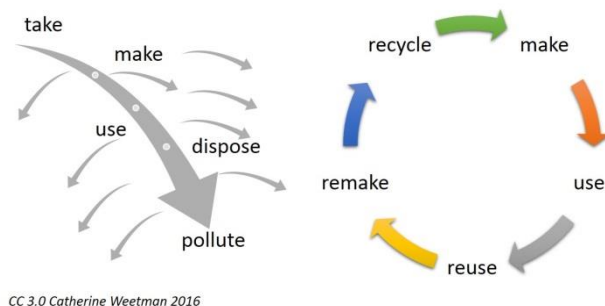 take
make
use
dispose
pollute
recycle
make
use
reuse
remake
CC 3.0 Catherine Weetman 2016